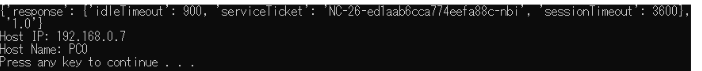 {'response': {'idleTimeout': 900, 'serviceTicket': 'NC-26-ed1aab6cca774eefa88c-nbi', 'sessionTimeout': 3600},
'1.0'}
Host IP: 192.168.0.7
Host Name: PC0
Press any key to continue . . .